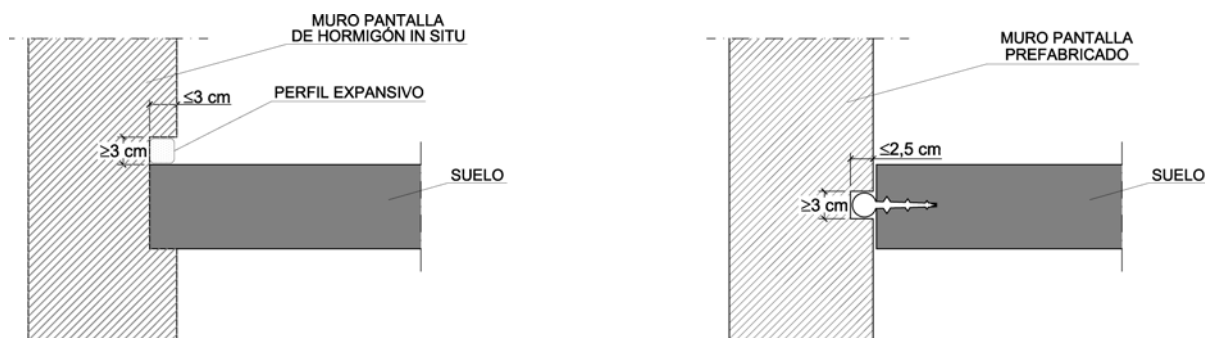 MURO PANTALLA
DE HORMIGÓN IN SITU
≤3 cm
PERFIL EXPANSIVO
≥3 cm
SUELO
MURO PANTALLA
PREFABRICADO
≤2,5 cm
≥3 cm
SUELO